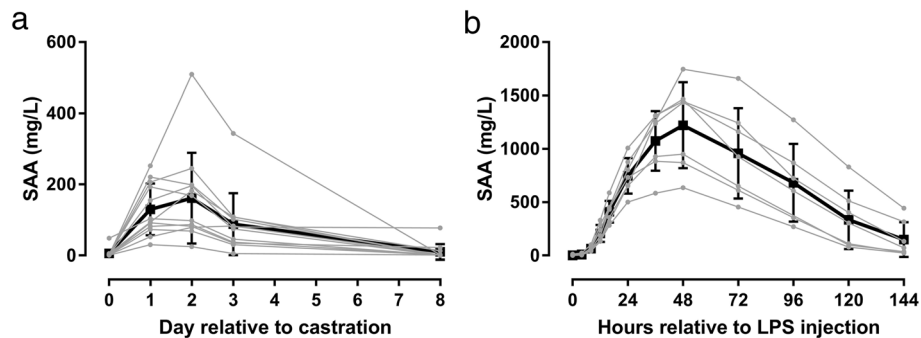 a
SAA (mg/L)
600
400
200
0
0 1 2 3 4 5 6 7 8
Day relative to castration
b
SAA (mg/L)
2000
1500
1000
500
0
0 24 48 72 96 120 144
Hours relative to LPS injection